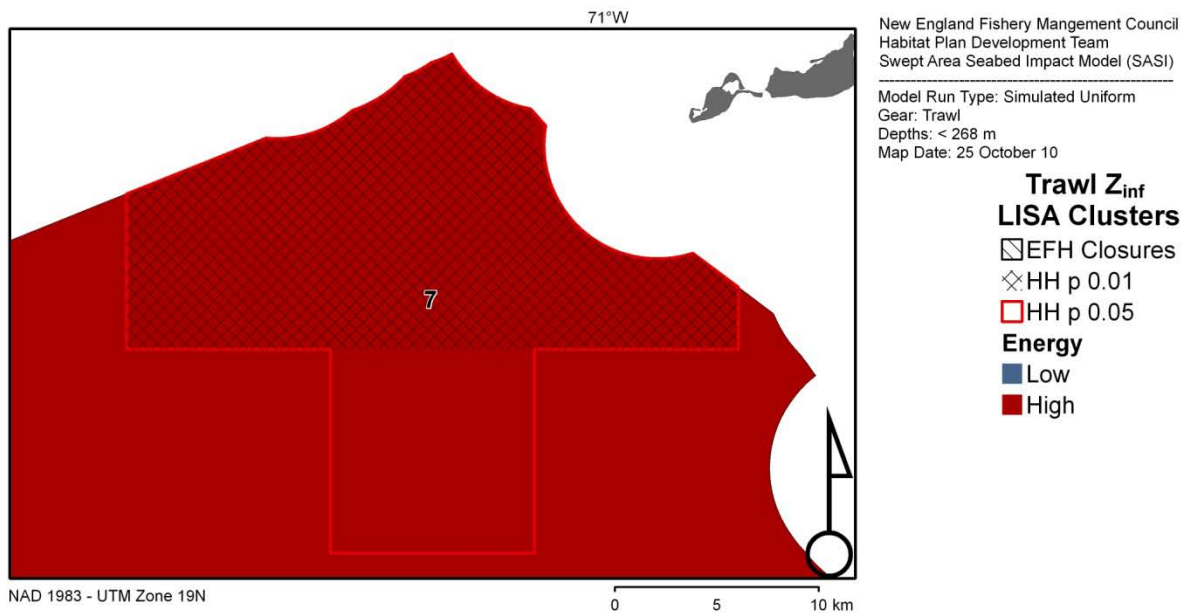 71°W
New England Fishery Mangement Council
Habitat Plan Development Team
Swept Area Seabed Impact Model (SASI)
Model Run Type: Simulated Uniform
Gear: Trawl
Depths: < 268 m
Map Date: 25 October 10
Trawl Zinf
LISA Clusters
EFH Closures
HH p 0.01
HH p 0.05
Energy
Low
High
7
NAD 1983 - UTM Zone 19N
0 5 10 km